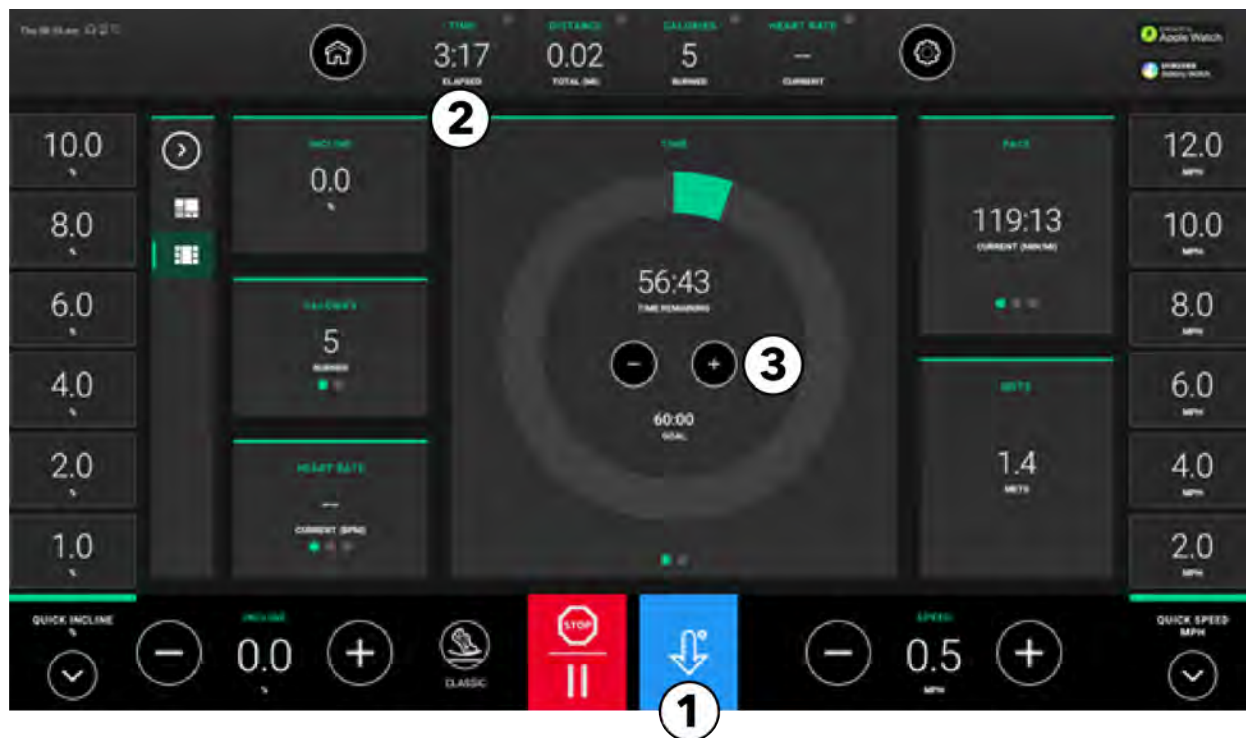 TIME
3:17
ELAPSED
DISTANCE
0.02
TOTAL (MI)
CALORIES
5
BURNED
HEART RATE
--
CURRENT
Apple Watch
2
10.0
%
8.0
%
6.0
%
4.0
%
2.0
%
1.0
%
QUICK INCLINE
%
INCLINE
0.0
%
CALORIES
5
BURNED
HEART RATE
--
CURRENT (BPM)
TIME
56:43
TIME REMAINING
3
60:00
GOAL
PACE
119:13
CURRENT (MIN/MI)
METS
1.4
METS
12.0
MPH
10.0
MPH
8.0
MPH
6.0
MPH
4.0
MPH
2.0
MPH
QUICK SPEED
MPH
INCLINE
0.0
%
CLASSIC
STOP
1
SPEED
0.5
MPH